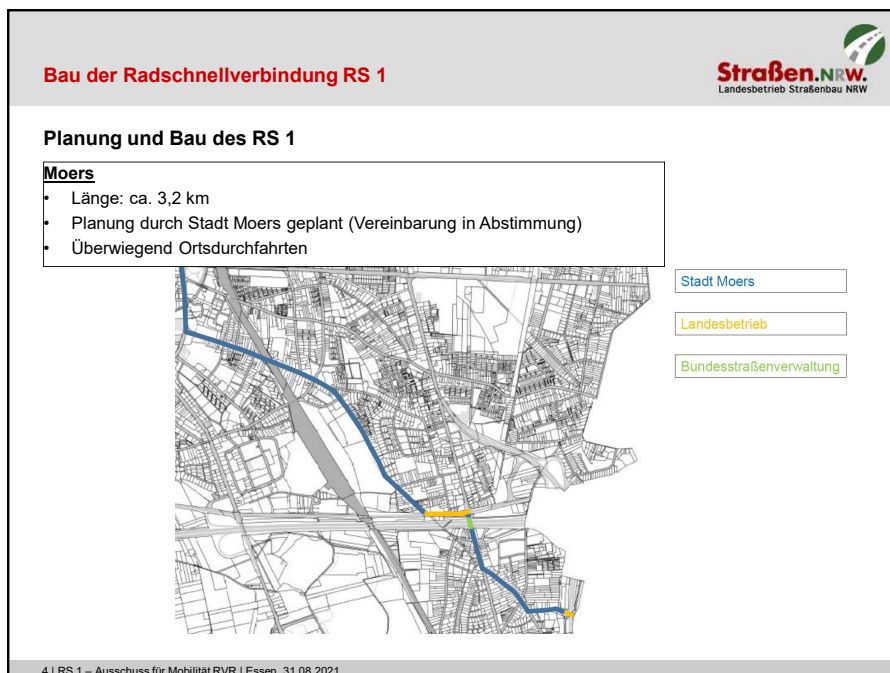 Bau der Radschnellverbindung RS 1
Straßen.NRW.
Landesbetrieb Straßenbau NRW
Planung und Bau des RS 1
Moers
• Länge: ca. 3,2 km
• Planung durch Stadt Moers geplant (Vereinbarung in Abstimmung)
• Überwiegend Ortsdurchfahrten
Stadt Moers
Landesbetrieb
Bundesstraßenverwaltung
4 | RS 1 – Ausschuss für Mobilität RVR | Essen, 31.08.2021